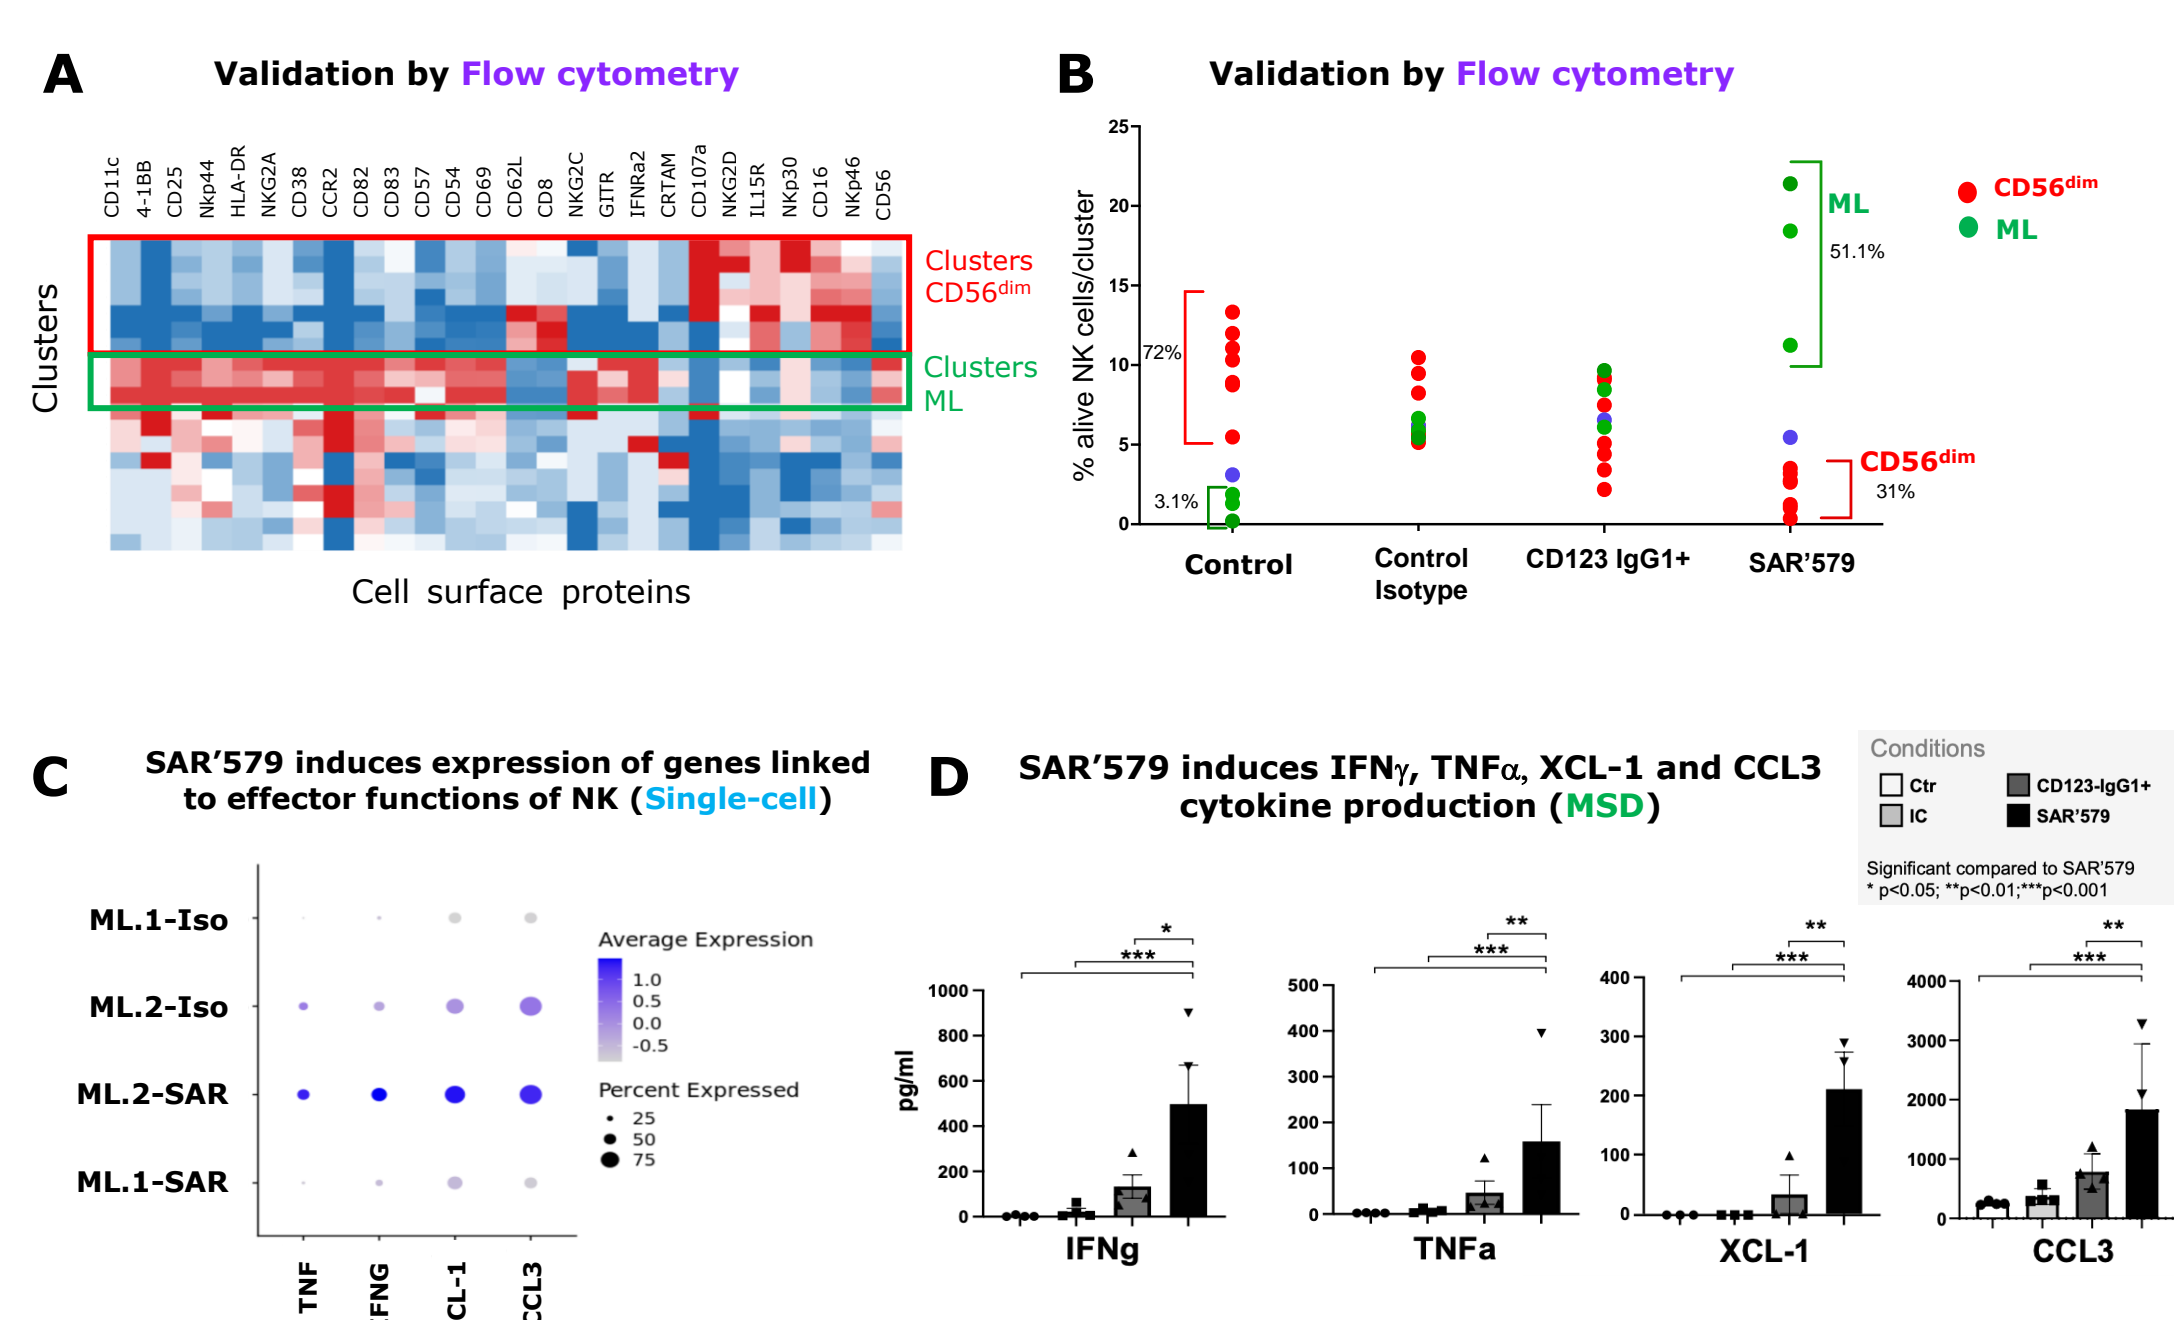 A
Validation by Flow cytometry
CD11c
4-1BB
CD25
Nkp44
HLA-DR
NKG2A
CD38
CCR2
CD82
CD83
CD57
CD54
CD69
CD62L
CD8
NKG2C
GITR
IFNRa2
CRTAM
CD107a
NKG2D
IL15R
NKp30
CD16
NKp46
CD56
Clusters
Clusters
CD56dim
Clusters
ML
Cell surface proteins
B
Validation by Flow cytometry
% alive NK cells/cluster
25
20
15
10
5
0
72%
3.1%
ML
51.1%
CD56dim
31%
CD56dim
ML
Control
Control
Isotype
CD123 IgG1+
SAR’579
C
SAR’579 induces expression of genes linked
to effector functions of NK (Single-cell)
ML.1-Iso
ML.2-Iso
ML.2-SAR
ML.1-SAR
TNF
FNG
CL-1
CCL3
Average Expression
1.0
0.5
0.0
-0.5
Percent Expressed
25
50
75
D
SAR’579 induces IFNγ, TNFα, XCL-1 and CCL3
cytokine production (MSD)
Conditions
Ctr
CD123-IgG1+
IC
SAR’579
Significant compared to SAR’579
* p<0.05; **p<0.01;***p<0.001
pg/ml
*
***
1000
800
600
400
200
0
IFNg
**
***
500
400
300
200
100
0
TNFa
**
***
400
300
200
100
0
XCL-1
**
***
4000
3000
2000
1000
0
CCL3